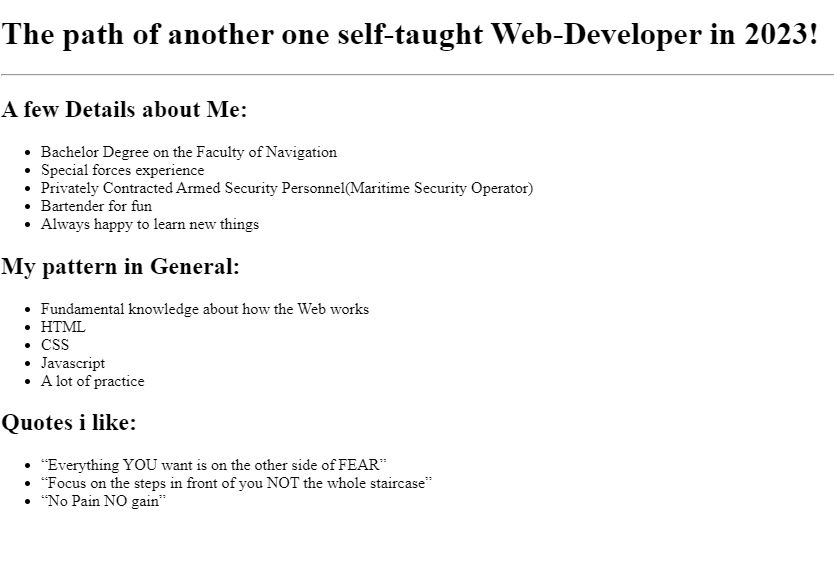 The path of another one self-taught Web-Developer in 2023!
A few Details about Me:
Bachelor Degree on the Faculty of Navigation
Special forces experience
Privately Contracted Armed Security Personnel(Maritime Security Operator)
Bartender for fun
Always happy to learn new things
My pattern in General:
Fundamental knowledge about how the Web works
HTML
CSS
Javascript
A lot of practice
Quotes i like:
“Everything YOU want is on the other side of FEAR”
“Focus on the steps in front of you NOT the whole staircase”
“No Pain NO gain”